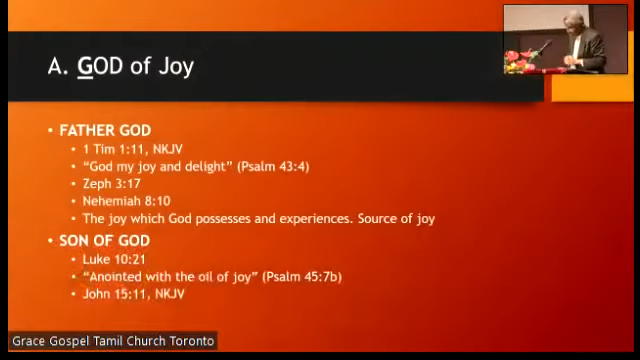 A. GOD of Joy
• FATHER GOD
• 1 Tim 1:11, NKJV
• “God my joy and delight” (Psalm 43:4)
• Zeph 3:17
• Nehemiah 8:10
• The joy which God possesses and experiences. Source of joy
• SON OF GOD
• Luke 10:21
• “Anointed with the oil of joy” (Psalm 45:7b)
• John 15:11, NKJV
Grace Gospel Tamil Church Toronto